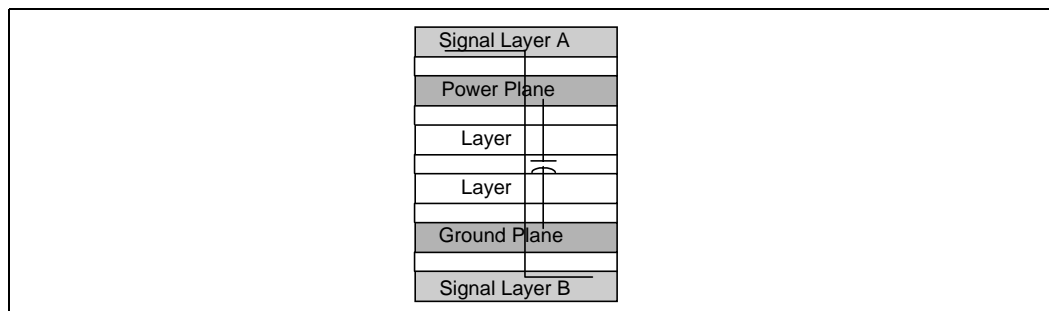 Signal Layer A
Power Plane
Layer
Layer
Ground Plane
Signal Layer B